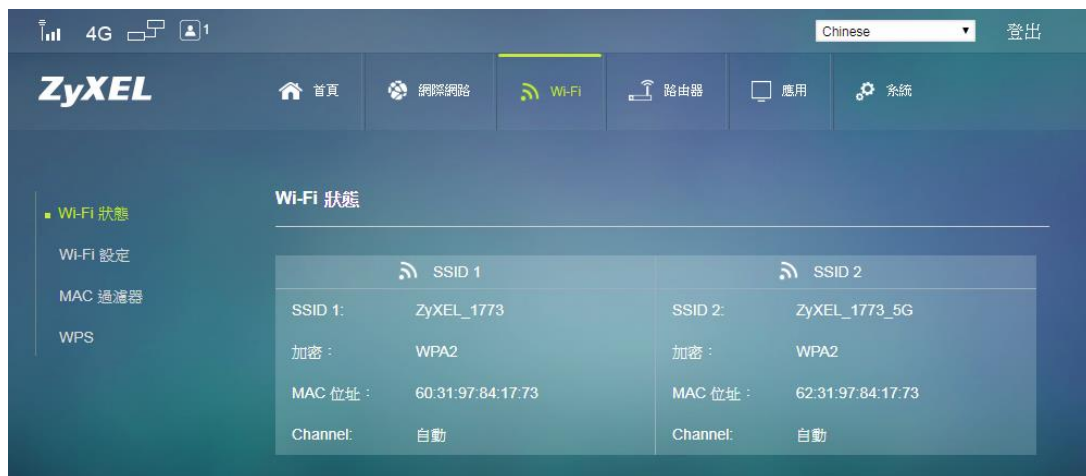 4G 1 Chinese 登出
ZyXEL 首頁 網際網路 Wi-Fi 路由器 應用 系統
Wi-Fi 狀態
Wi-Fi 設定
MAC 過濾器
WPS
Wi-Fi 狀態
SSID 1 SSID 2
SSID 1: ZyXEL_1773 SSID 2: ZyXEL_1773_5G
加密： WPA2 加密： WPA2
MAC 位址： 60:31:97:84:17:73 MAC 位址： 62:31:97:84:17:73
Channel: 自動 Channel: 自動